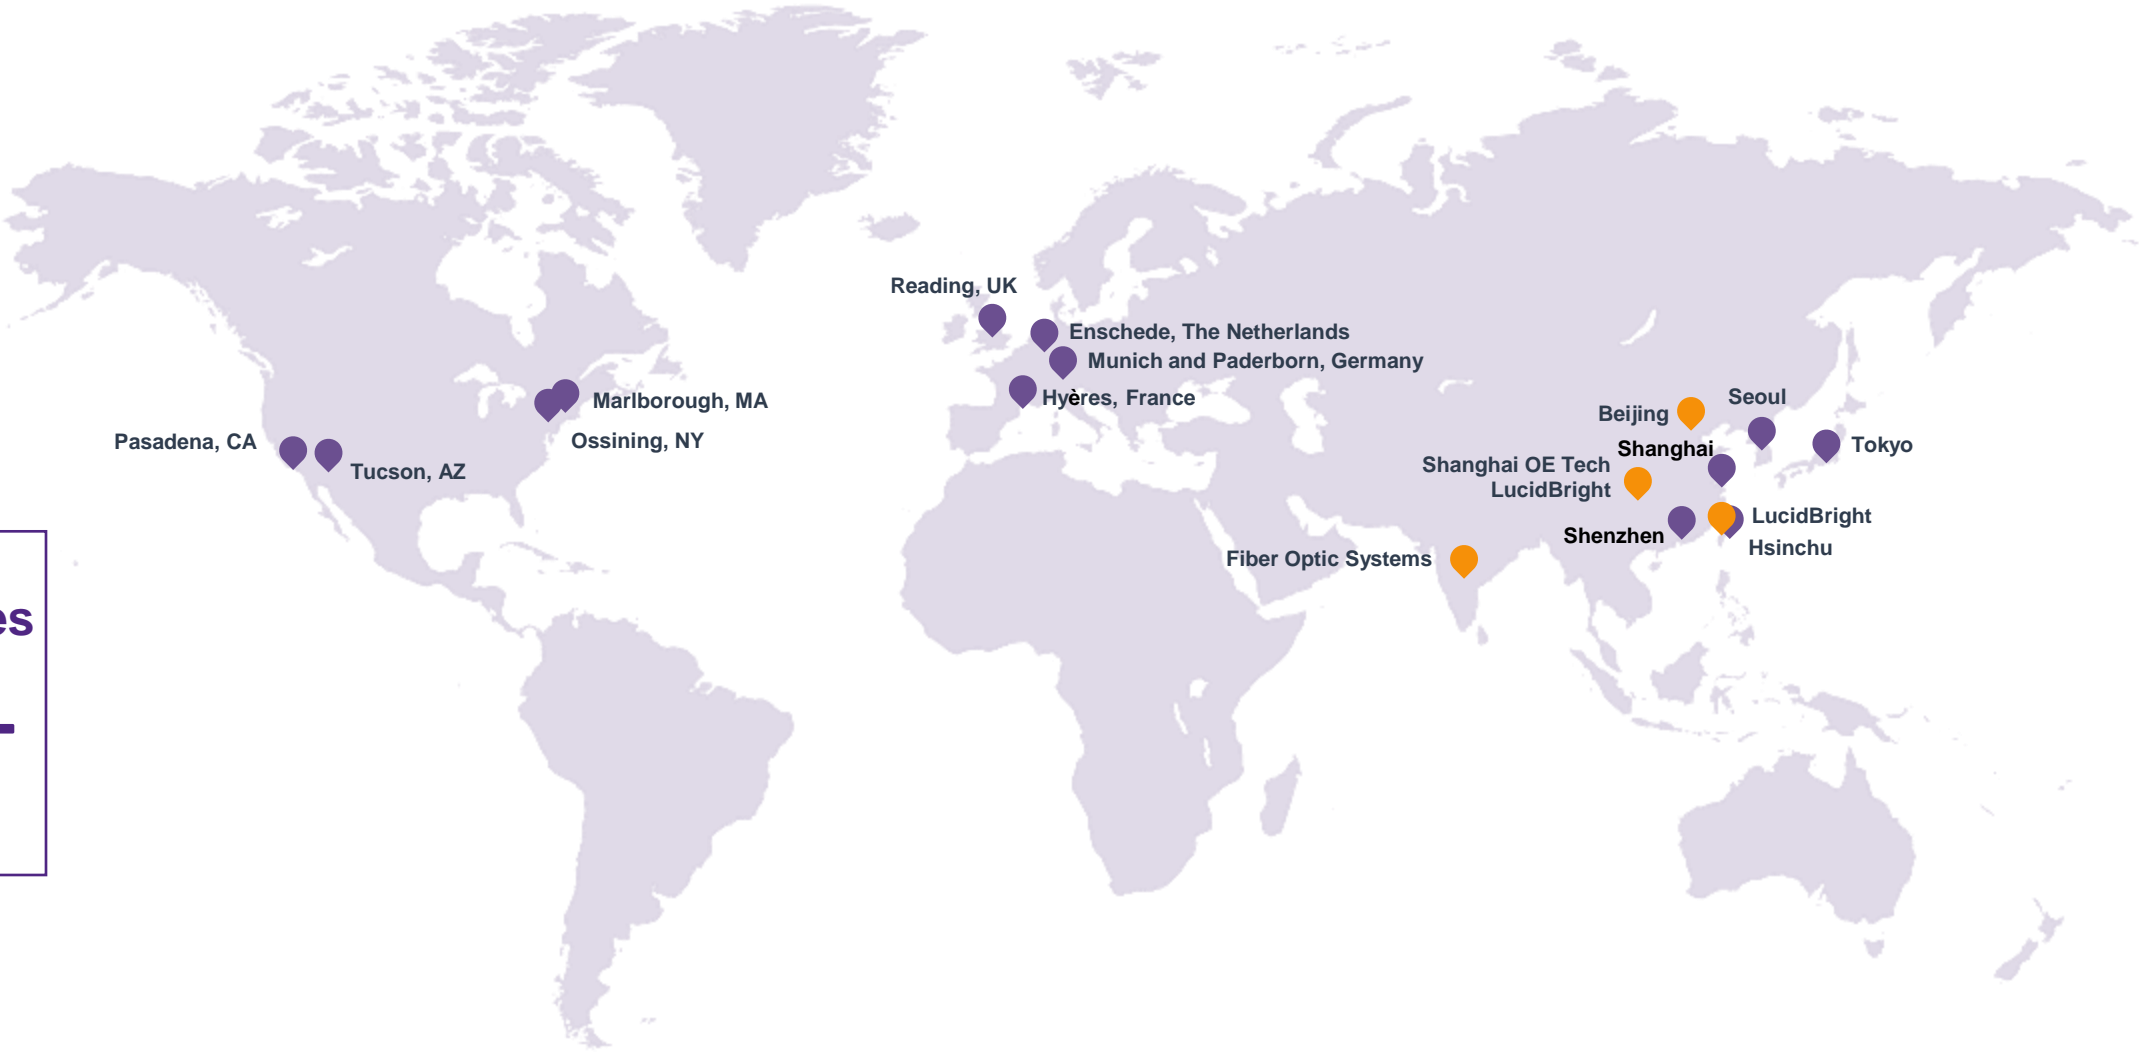 Reading, UK
Enschede, The Netherlands
Munich and Paderborn, Germany
Hyères, France
Marlborough, MA
Ossining, NY
Pasadena, CA
Tucson, AZ
Seoul
Beijing
Tokyo
Shanghai
Shanghai OE Tech
LucidBright
LucidBright
Shenzhen
Hsinchu
Fiber Optic Systems